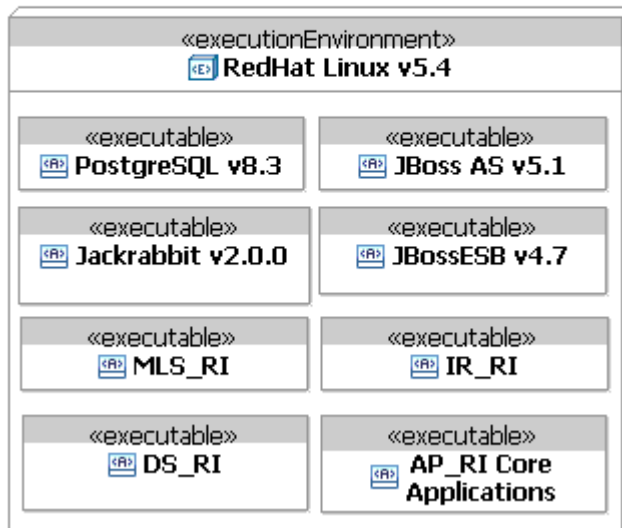 «executionEnvironment»
RedHat Linux v5.4
«executable»
PostgreSQL v8.3
«executable»
JBoss AS v5.1
«executable»
Jackrabbit v2.0.0
«executable»
JBossESB v4.7
«executable»
MLS_RI
«executable»
IR_RI
«executable»
DS_RI
«executable»
AP_RI Core
Applications